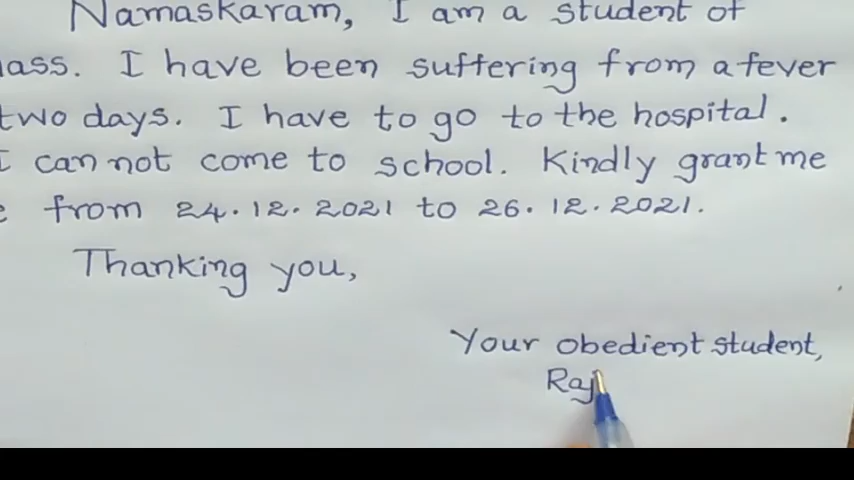 Namaskaram, I am a student of
I have been suffering from a fever
two days. I have to go to the hospital.
I can not come to school. Kindly grant me
from 24.12.2021 to 26.12.2021.
Thanking you,
Your obedient student,
Raj